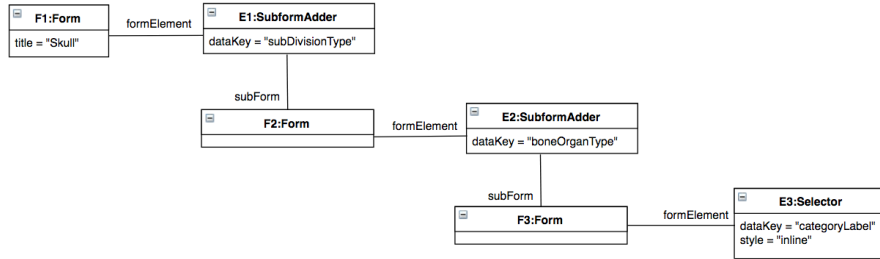 F1:Form
title = "Skull"
formElement
E1:SubformAdder
dataKey = "subDivisionType"
subForm
F2:Form
formElement
E2:SubformAdder
dataKey = "boneOrganType"
subForm
F3:Form
formElement
E3:Selector
dataKey = "categoryLabel"
style = "inline"